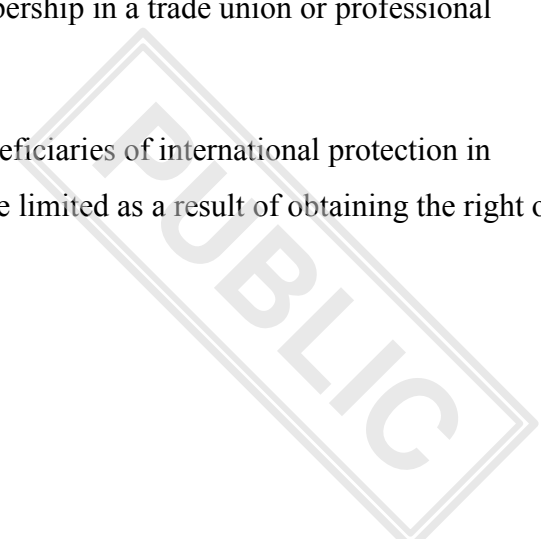 bership in a trade union or professional
eficiaries of international protection in
e limited as a result of obtaining the right o
PUBLIC